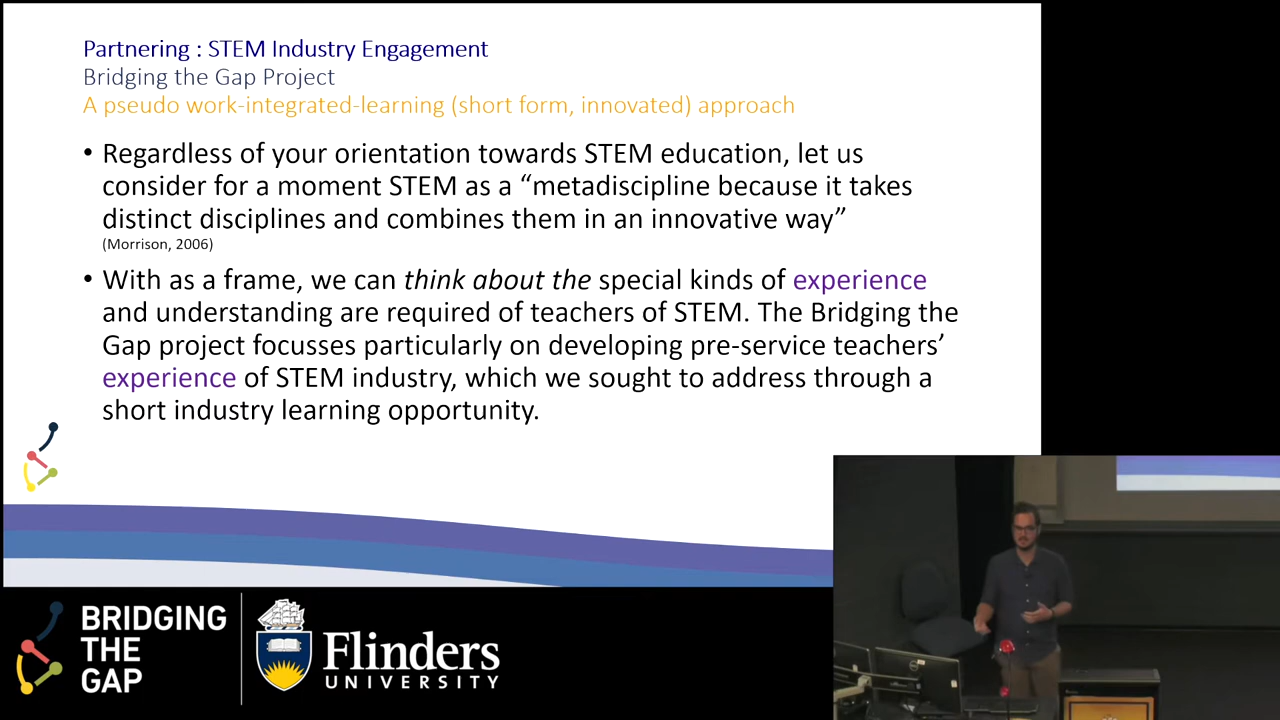 Partnering : STEM Industry Engagement
Bridging the Gap Project
A pseudo work-integrated-learning (short form, innovated) approach
• Regardless of your orientation towards STEM education, let us
consider for a moment STEM as a “metadiscipline because it takes
distinct disciplines and combines them in an innovative way”
(Morrison, 2006)
• With as a frame, we can think about the special kinds of experience
and understanding are required of teachers of STEM. The Bridging the
Gap project focusses particularly on developing pre-service teachers’
experience of STEM industry, which we sought to address through a
short industry learning opportunity.
BRIDGING
THE
GAP
Flinders
UNIVERSITY